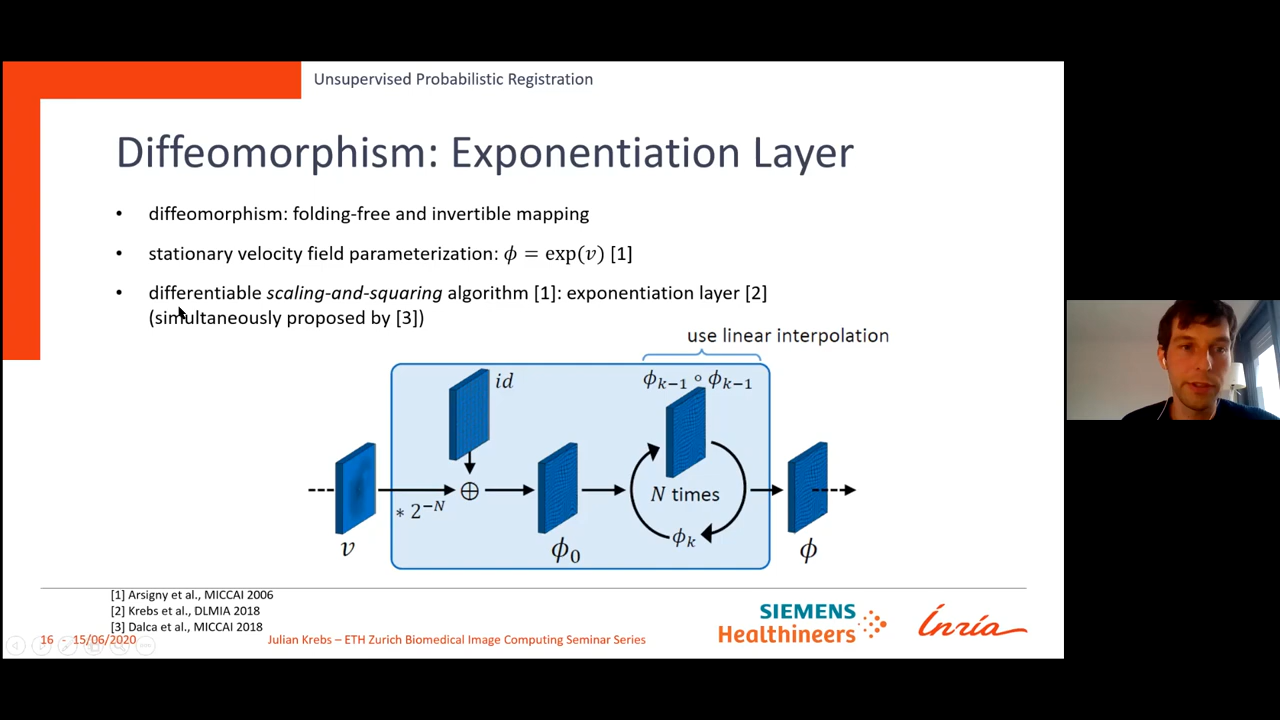 Unsupervised Probabilistic Registration
Diffeomorphism: Exponentiation Layer
• diffeomorphism: folding-free and invertible mapping
• stationary velocity field parameterization: ϕ = exp(v) [1]
• differentiable scaling-and-squaring algorithm [1]: exponentiation layer [2]
(simultaneously proposed by [3])
use linear interpolation
id
ϕₖ₋₁ ∘ ϕₖ₋₁
N times
∗ 2⁻ᴺ
ϕₖ
v
ϕ₀
ϕ
[1] Arsigny et al., MICCAI 2006
[2] Krebs et al., DLMIA 2018
[3] Dalca et al., MICCAI 2018
16 - 15/06/2020
Julian Krebs – ETH Zurich Biomedical Image Computing Seminar Series
SIEMENS
Healthineers
Inria